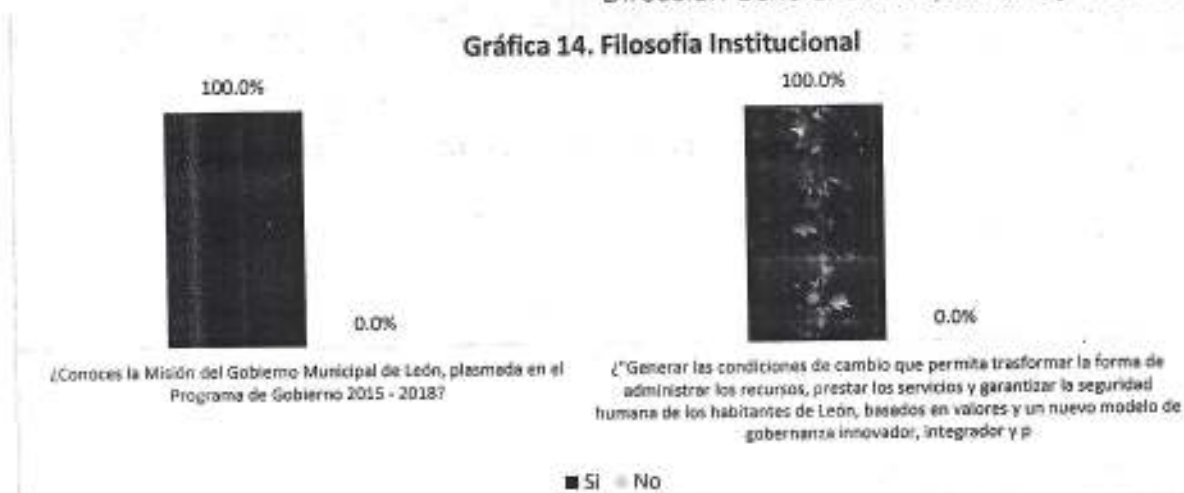 Gráfica 14. Filosofía Institucional
100.0%
100.0%
0.0%
0.0%
¿Conoces la Misión del Gobierno Municipal de León, plasmada en el
Programa de Gobierno 2015 - 2018?
¿"Generar las condiciones de cambio que permita trasformar la forma de
administrar los recursos, prestar los servicios y garantizar la seguridad
humana de los habitantes de León, basados en valores y un nuevo modelo de
gobernanza innovador, integrador y p
Si No